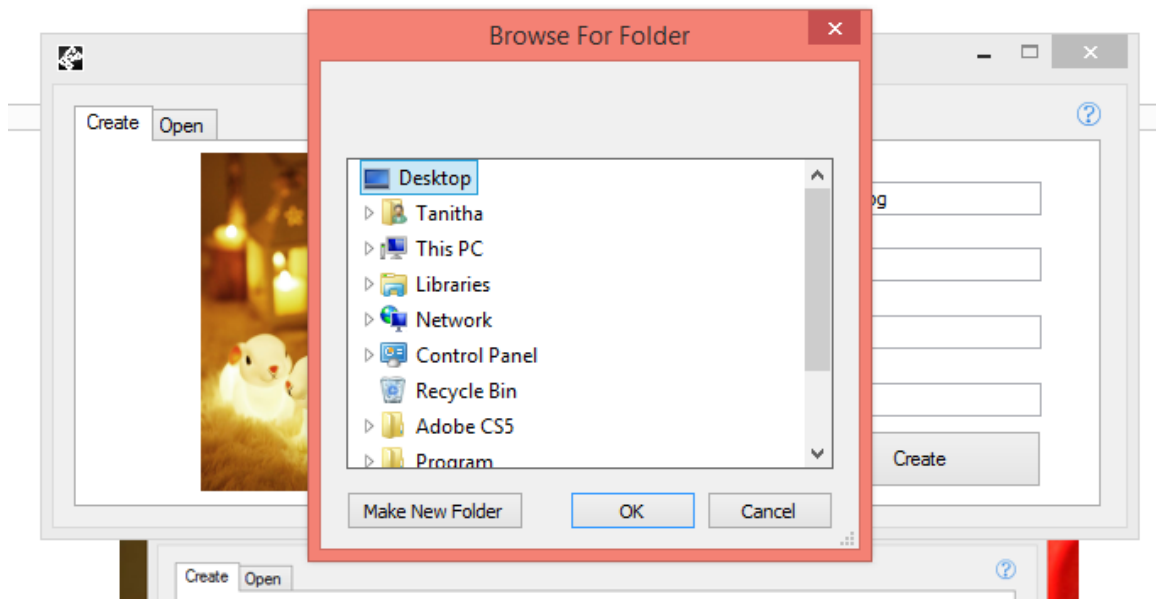 Browse For Folder
Create
Open
Desktop
Tanitha
This PC
Libraries
Network
Control Panel
Recycle Bin
Adobe CS5
Program
Create
Make New Folder
OK
Cancel
Create
Open